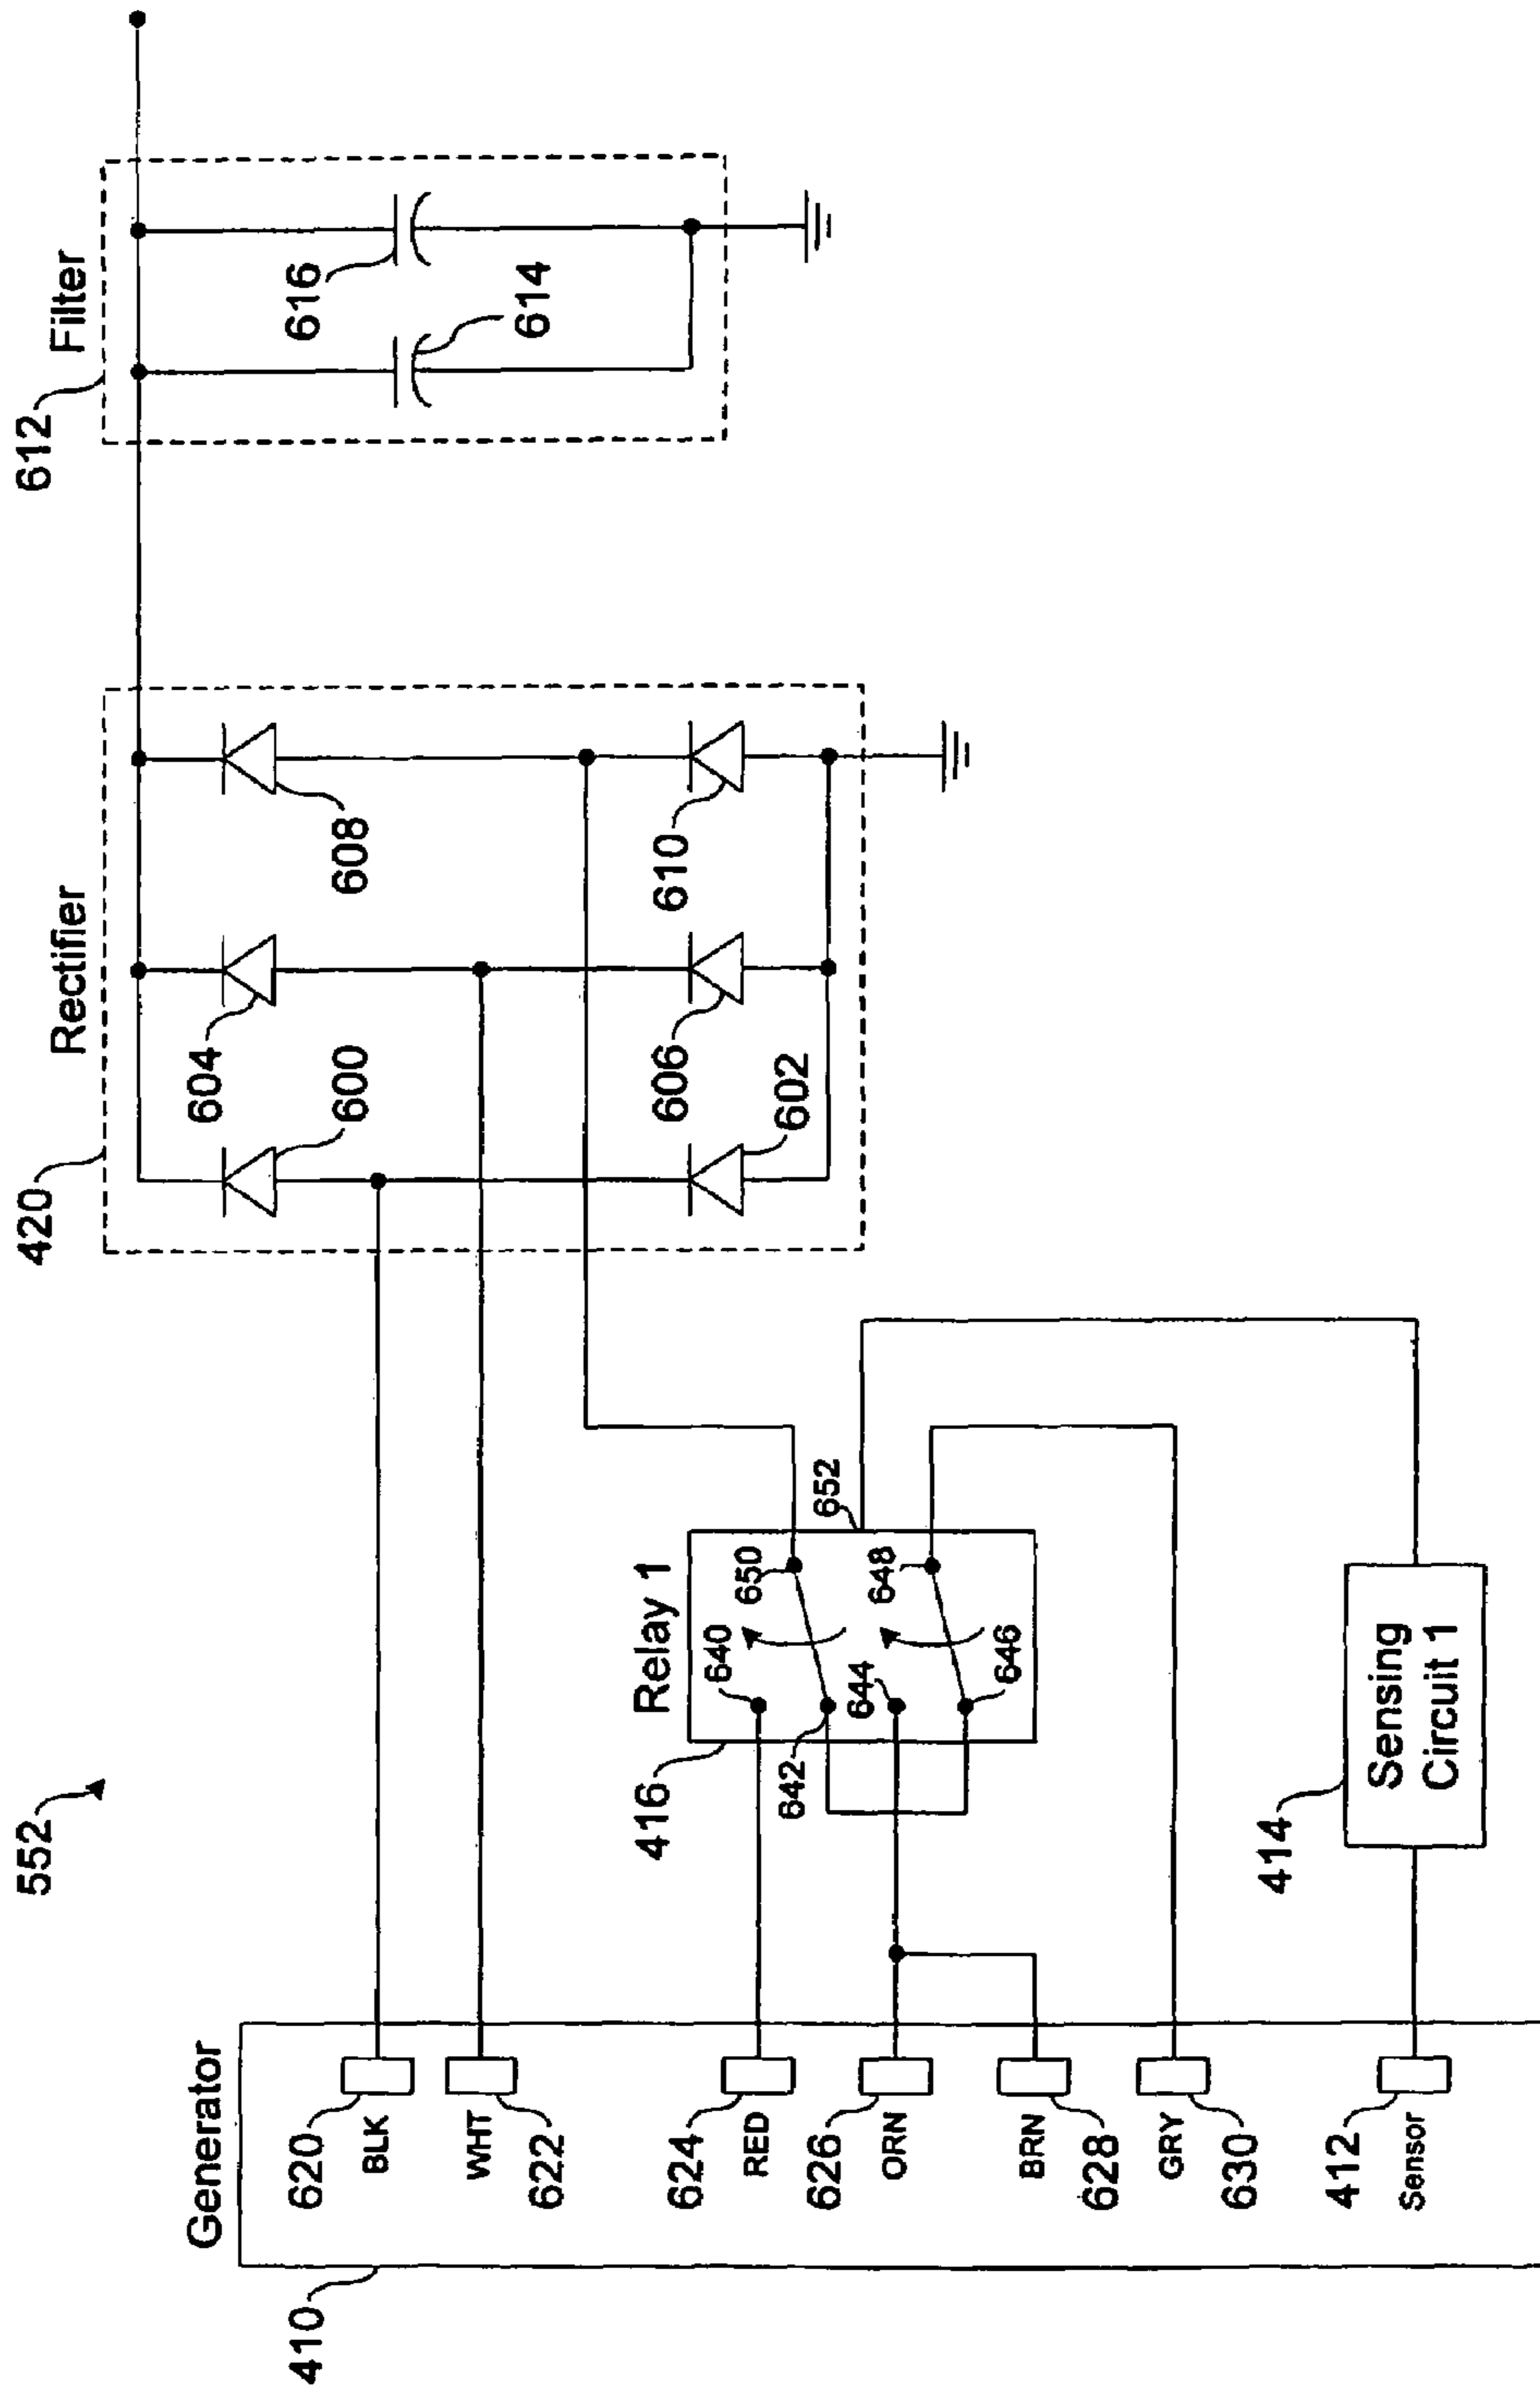 552
420
Rectifier
612
Filter
604
600
608
606
602
610
616
614
Generator
410
620
BLK
WHT
622
624
RED
626
ORN
BRN
628
GRY
630
412
Sensor
Relay 1
416
640
650
652
642
644
648
646
414
Sensing
Circuit 1